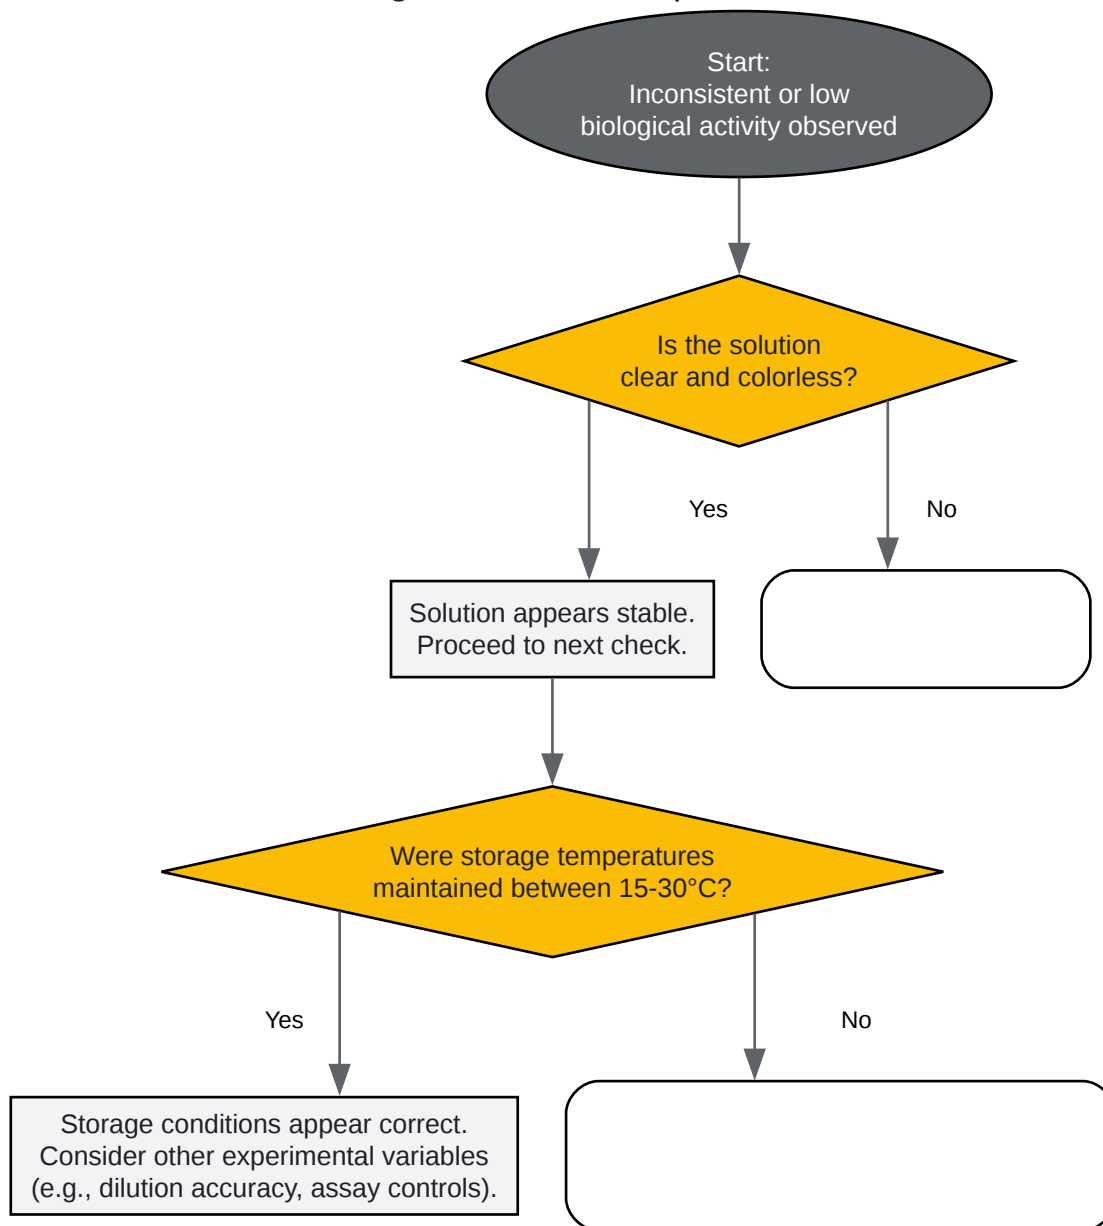 Start:
Inconsistent or low
biological activity observed
Is the solution
clear and colorless?
Yes
No
Solution appears stable.
Proceed to next check.
Were storage temperatures
maintained between 15-30°C?
Yes
No
Storage conditions appear correct.
Consider other experimental variables
(e.g., dilution accuracy, assay controls).